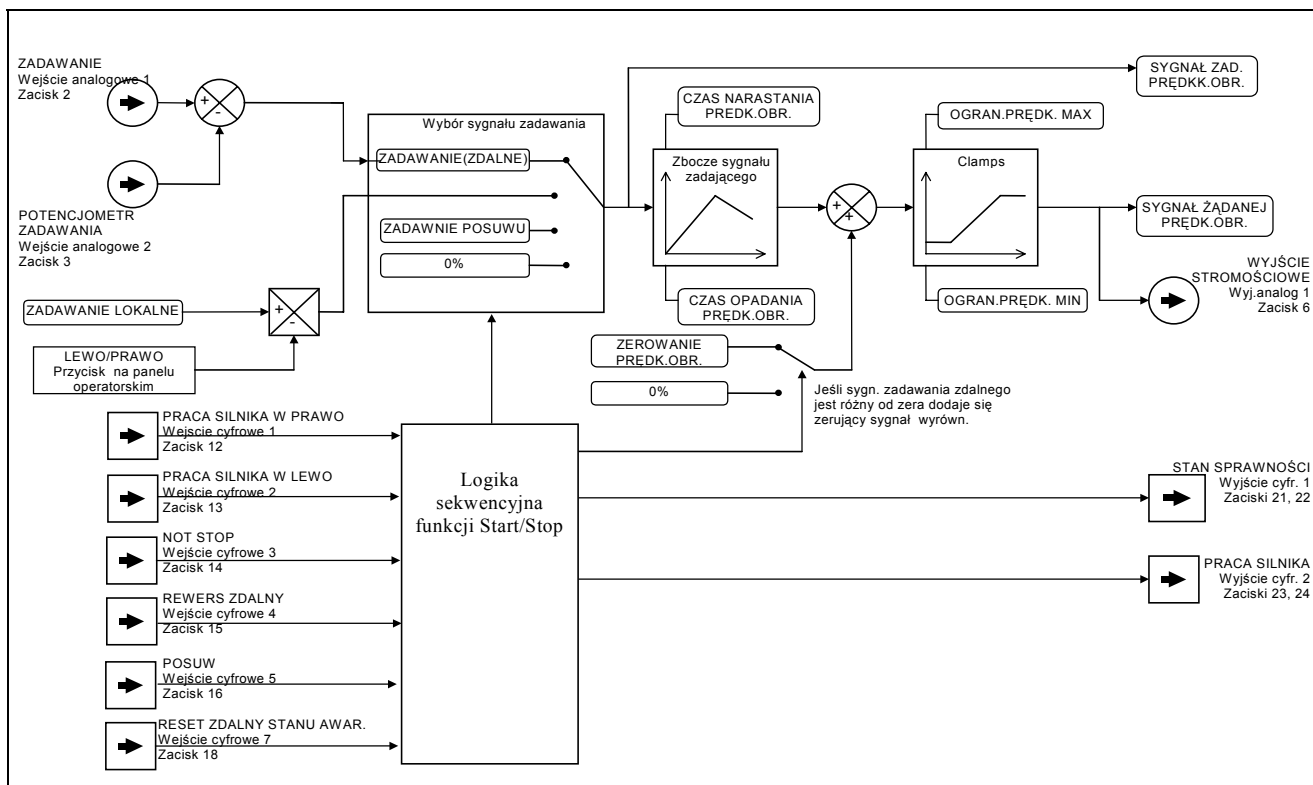 ZADAWANIE
Wejście analogowe 1
Zacisk 2
+
-
POTENCJOMETR
ZADAWANIA
Wejście analogowe 2
Zacisk 3
ZADAWANIE LOKALNE
+
-
LEWO/PRAWO
Przycisk na panelu
operatorskim
Wybór sygnału zadawania
ZADAWANIE(ZDALNE)
ZADAWNIE POSUWU
0%
CZAS NARASTANIA
PREDK.OBR.
Zbocze sygnału
zadającego
CZAS OPADANIA
PRĘDK.OBR.
+
+
OGRAN.PRĘDK. MAX
Clamps
OGRAN.PRĘDK. MIN
SYGNAŁ ZAD.
PRĘDKK.OBR.
SYGNAŁ ŻĄDANEJ
PRĘDK.OBR.
WYJŚCIE
STROMOŚCIOWE
Wyj.analog 1
Zacisk 6
ZEROWANIE
PRĘDK.OBR.
0%
Jeśli sygn. zadawania zdalnego
jest różny od zera dodaje się
zerujący sygnał wyrówn.
PRACA SILNIKA W PRAWO
Wejscie cyfrowe 1
Zacisk 12
PRACA SILNIKA W LEWO
Wejście cyfrowe 2
Zacisk 13
NOT STOP
Wejście cyfrowe 3
Zacisk 14
REWERS ZDALNY
Wejście cyfrowe 4
Zacisk 15
POSUW
Wejście cyfrowe 5
Zacisk 16
RESET ZDALNY STANU AWAR.
Wejście cyfrowe 7
Zacisk 18
Logika
sekwencyjna
funkcji Start/Stop
STAN SPRAWNOŚCI
Wyjście cyfr. 1
Zaciski 21, 22
PRACA SILNIKA
Wyjście cyfr. 2
Zaciski 23, 24